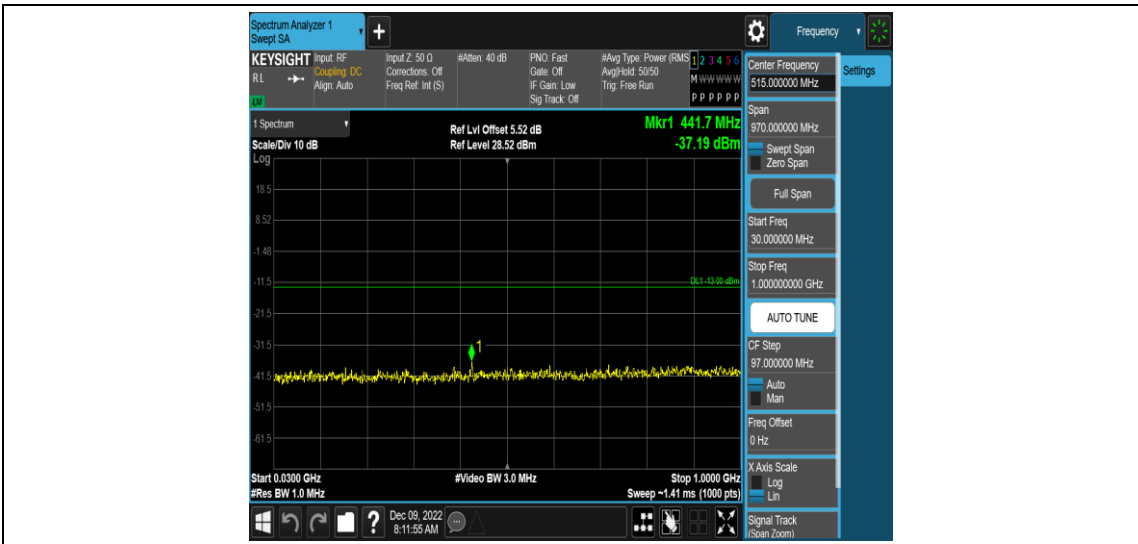 Spectrum Analyzer 1
Swept SA
+
Frequency
KEYSIGHT
RL
LXI
Input: RF
Coupling: DC
Align: Auto
Input Z: 50 Ω
Corrections: Off
Freq Ref: Int (S)
#Atten: 40 dB
PNO: Fast
Gate: Off
IF Gain: Low
Sig Track: Off
#Avg Type: Power (RMS
Avg|Hold: 50/50
Trig: Free Run
1 2 3 4 5 6
M W W W W W
P P P P P P
1 Spectrum
Scale/Div 10 dB
Log
Ref Lvl Offset 5.52 dB
Ref Level 28.52 dBm
Mkr1 441.7 MHz
-37.19 dBm
18.5
8.52
-1.48
-11.5
DL1 -13.00 dBm
-21.5
-31.5
1
-41.5
-51.5
-61.5
Start 0.0300 GHz
#Res BW 1.0 MHz
#Video BW 3.0 MHz
Stop 1.0000 GHz
Sweep ~1.41 ms (1000 pts)
?
Dec 09, 2022
8:11:55 AM
Center Frequency
515.000000 MHz
Settings
Span
970.000000 MHz
Swept Span
Zero Span
Full Span
Start Freq
30.000000 MHz
Stop Freq
1.000000000 GHz
AUTO TUNE
CF Step
97.000000 MHz
Auto
Man
Freq Offset
0 Hz
X Axis Scale
Log
Lin
Signal Track
(Span Zoom)